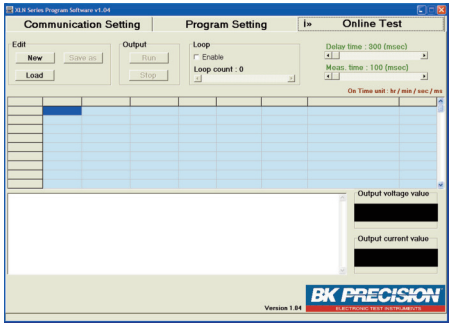 XLN Series Program Software v1.04
Communication Setting
Program Setting
i» Online Test
Edit
New
Save as
Load
Output
Run
Stop
Loop
Enable
Loop count : 0
Delay time : 300 (msec)
Meas. time : 100 (msec)
On Time unit : hr / min / sec / ms
Output voltage value
Output current value
Version 1.04
BK PRECISION
ELECTRONIC TEST INSTRUMENTS